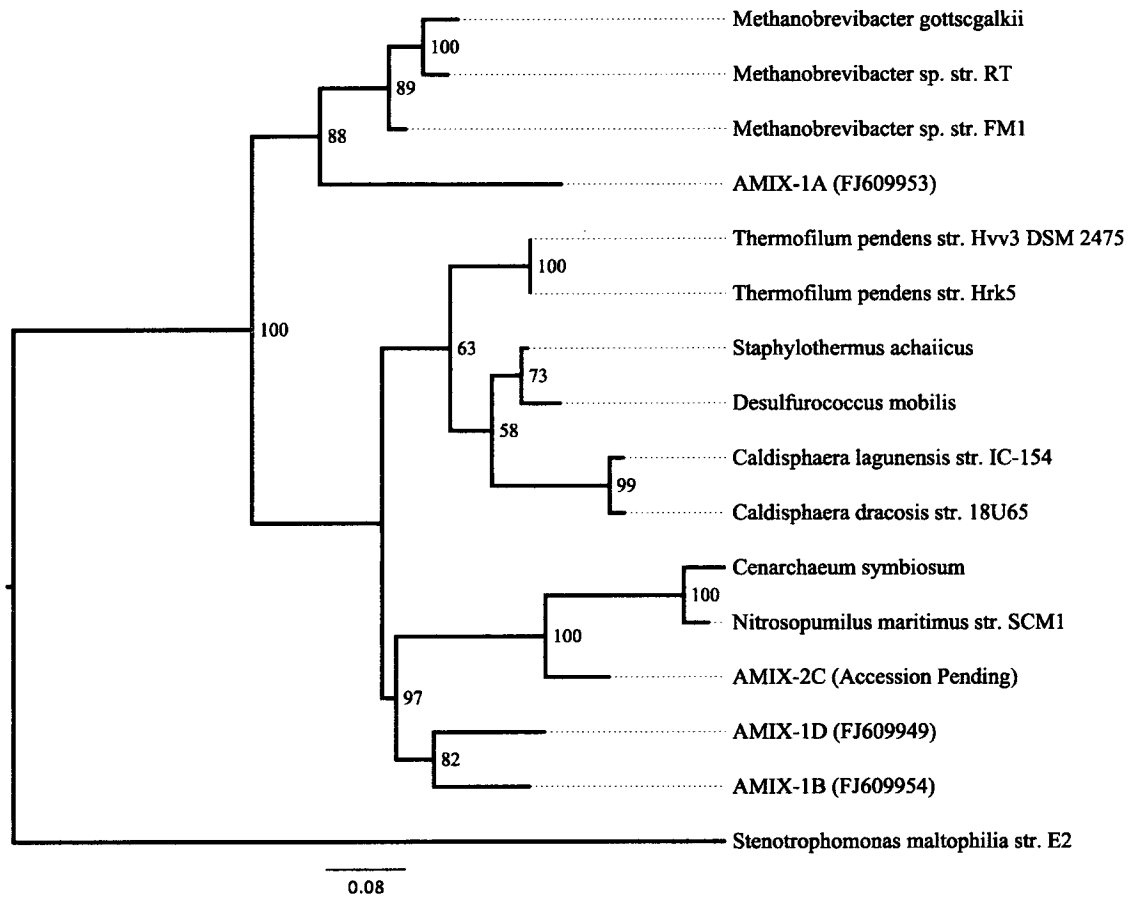 Methanobrevibacter gottscgalkii
100
Methanobrevibacter sp. str. RT
89
Methanobrevibacter sp. str. FM1
88
AMIX-1A (FJ609953)
Thermofilum pendens str. Hvv3 DSM 2475
100
Thermofilum pendens str. Hrk5
100
63
Staphylothermus achaiicus
73
Desulfurococcus mobilis
58
Caldisphaera lagunensis str. IC-154
99
Caldisphaera dracosis str. 18U65
Cenarchaeum symbiosum
100
Nitrosopumilus maritimus str. SCM1
100
AMIX-2C (Accession Pending)
97
AMIX-1D (FJ609949)
82
AMIX-1B (FJ609954)
Stenotrophomonas maltophilia str. E2
0.08